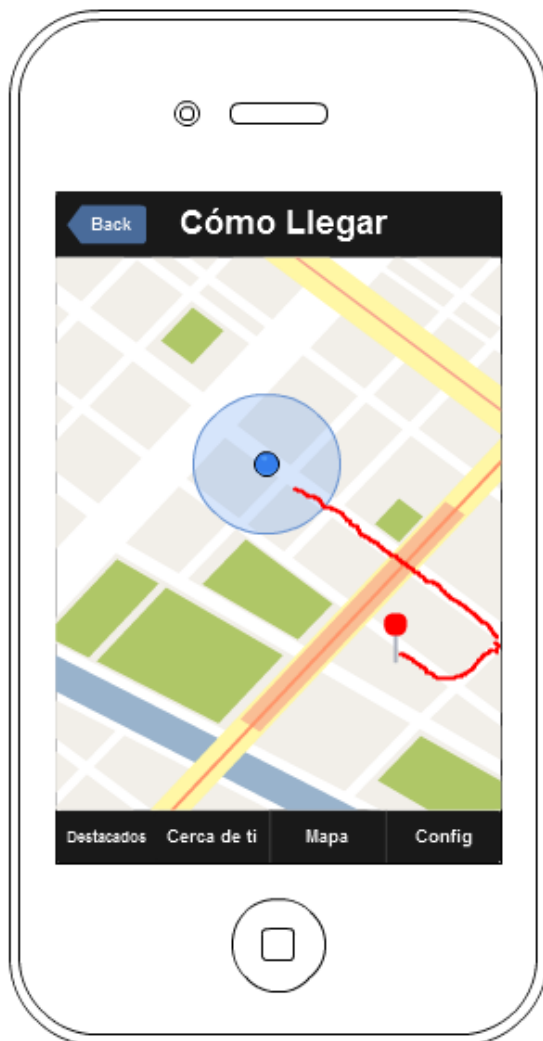 Back
Cómo Llegar
Destacados
Cerca de ti
Mapa
Config